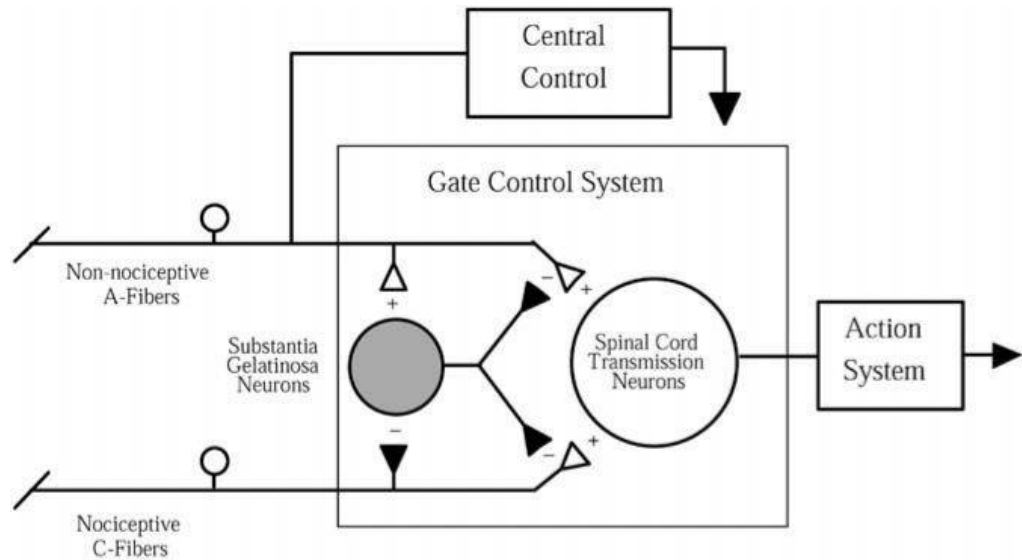 Central
Control
Gate Control System
Non-nociceptive
A-Fibers
+
−
+
Substantia
Gelatinosa
Neurons
Spinal Cord
Transmission
Neurons
Action
System
−
−
+
Nociceptive
C-Fibers